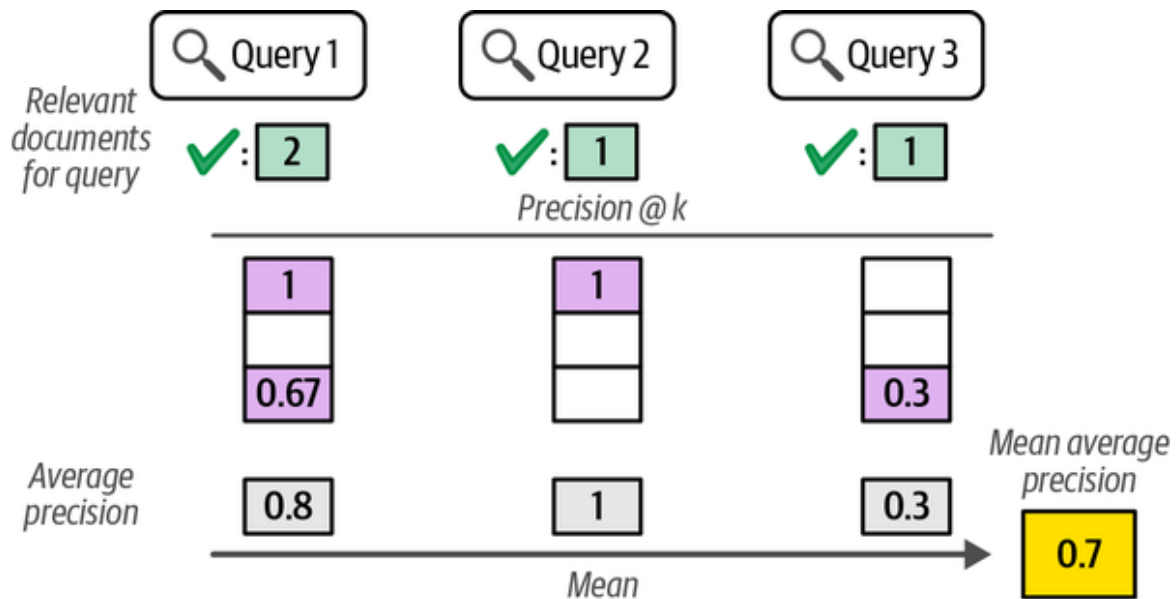 Query 1
Query 2
Query 3
Relevant
documents
for query
: 2
: 1
: 1
Precision @ k
1
1
0.67
0.3
Average
precision
0.8
1
0.3
Mean average
precision
0.7
Mean